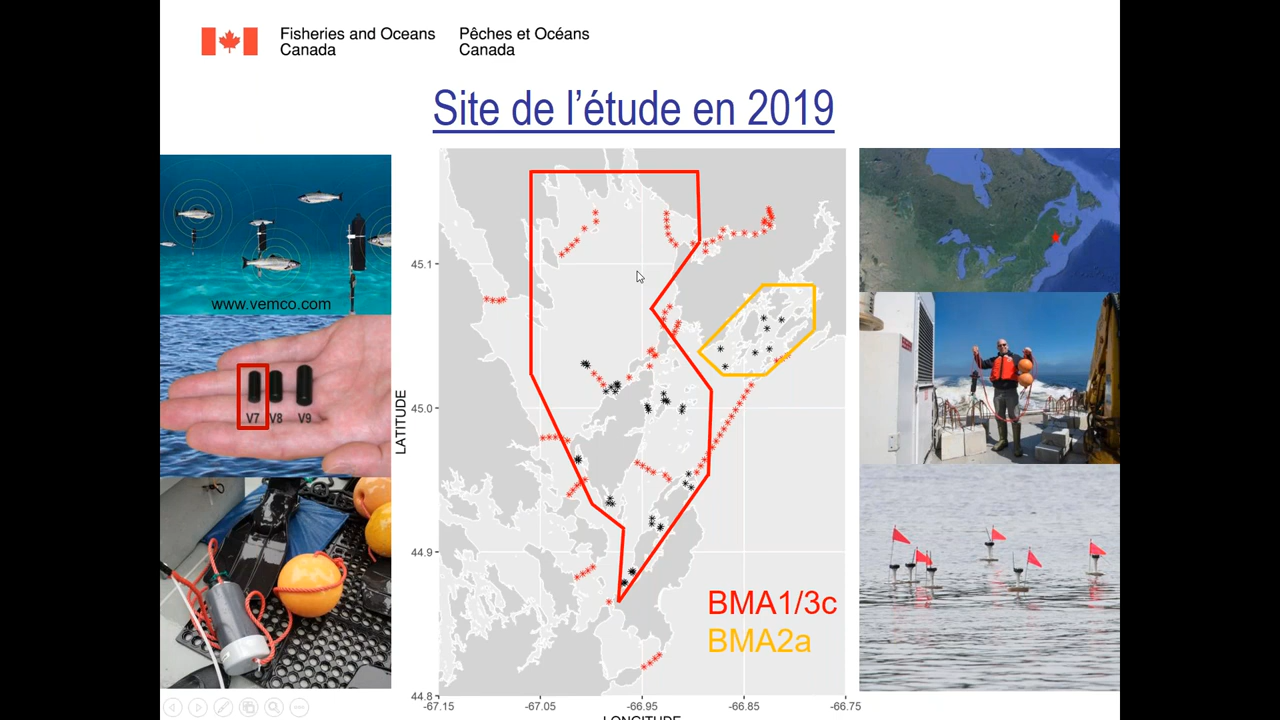 Fisheries and Oceans
Canada
Pêches et Océans
Canada
Site de l'étude en 2019
www.vemco.com
V7
V8
V9
LATITUDE
45.1
45.0
44.9
44.8
-67.15
-67.05
-66.95
-66.85
-66.75
LONGITUDE
BMA1/3c
BMA2a